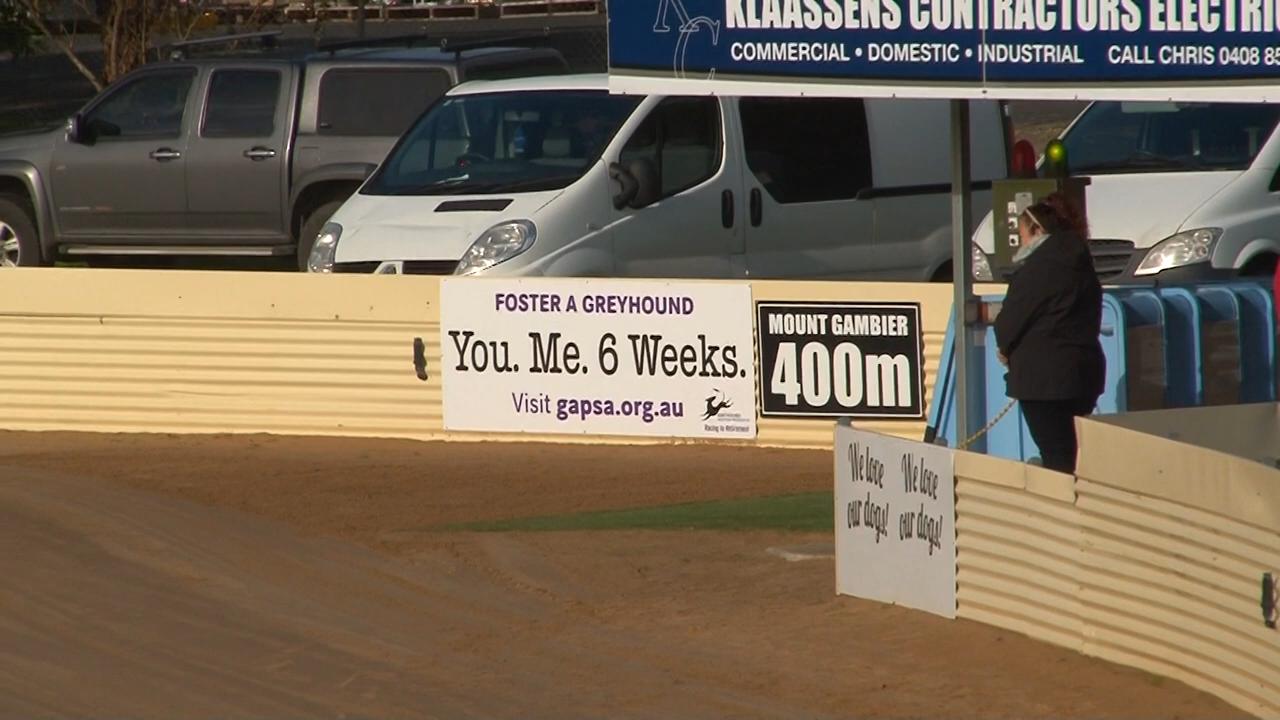 KLAASSENS CONTRACTORS ELECTRI
COMMERCIAL • DOMESTIC • INDUSTRIAL CALL CHRIS 0408 85
FOSTER A GREYHOUND
You. Me. 6 Weeks.
Visit gapsa.org.au
Racing to Retirement
MOUNT GAMBIER
400m
We love We love
our dogs! our dogs!